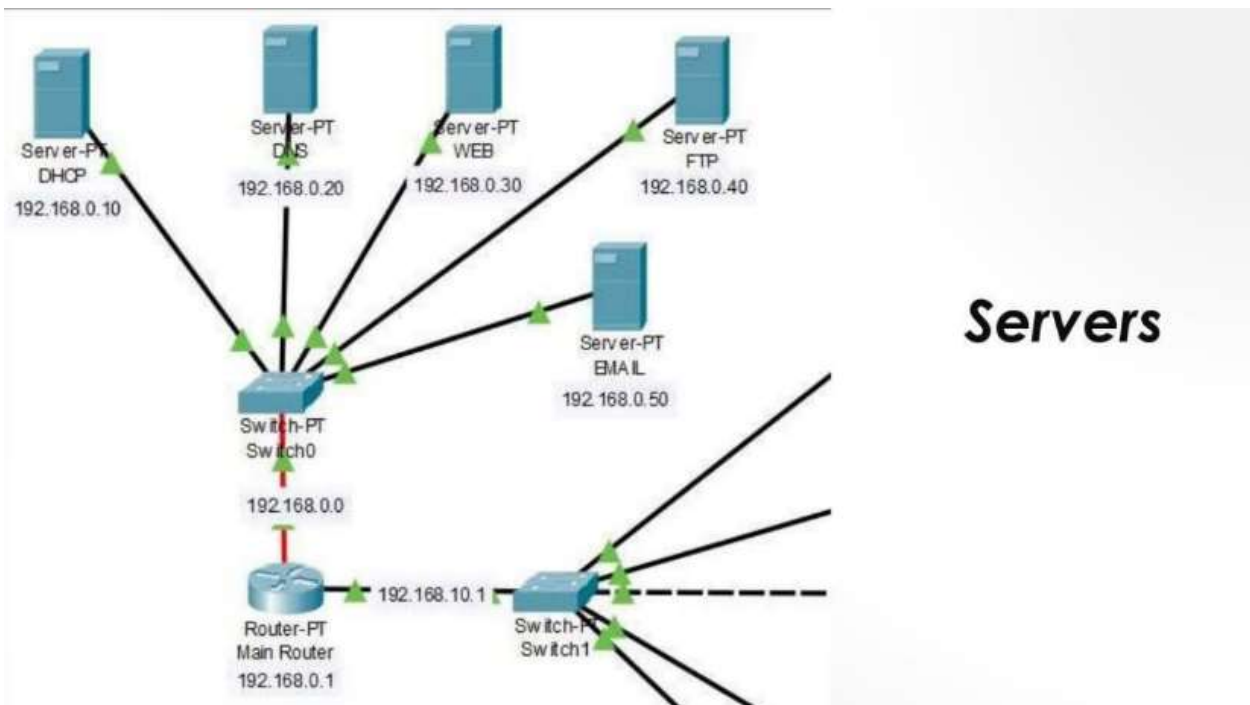 Server-PT
DHCP
192.168.0.10
Server-PT
DNS
192.168.0.20
Server-PT
WEB
192.168.0.30
Server-PT
FTP
192.168.0.40
Server-PT
EMAIL
192.168.0.50
Servers
Switch-PT
Switch0
192.168.0.0
192.168.10.1
Router-PT
Main Router
192.168.0.1
Switch-PT
Switch1